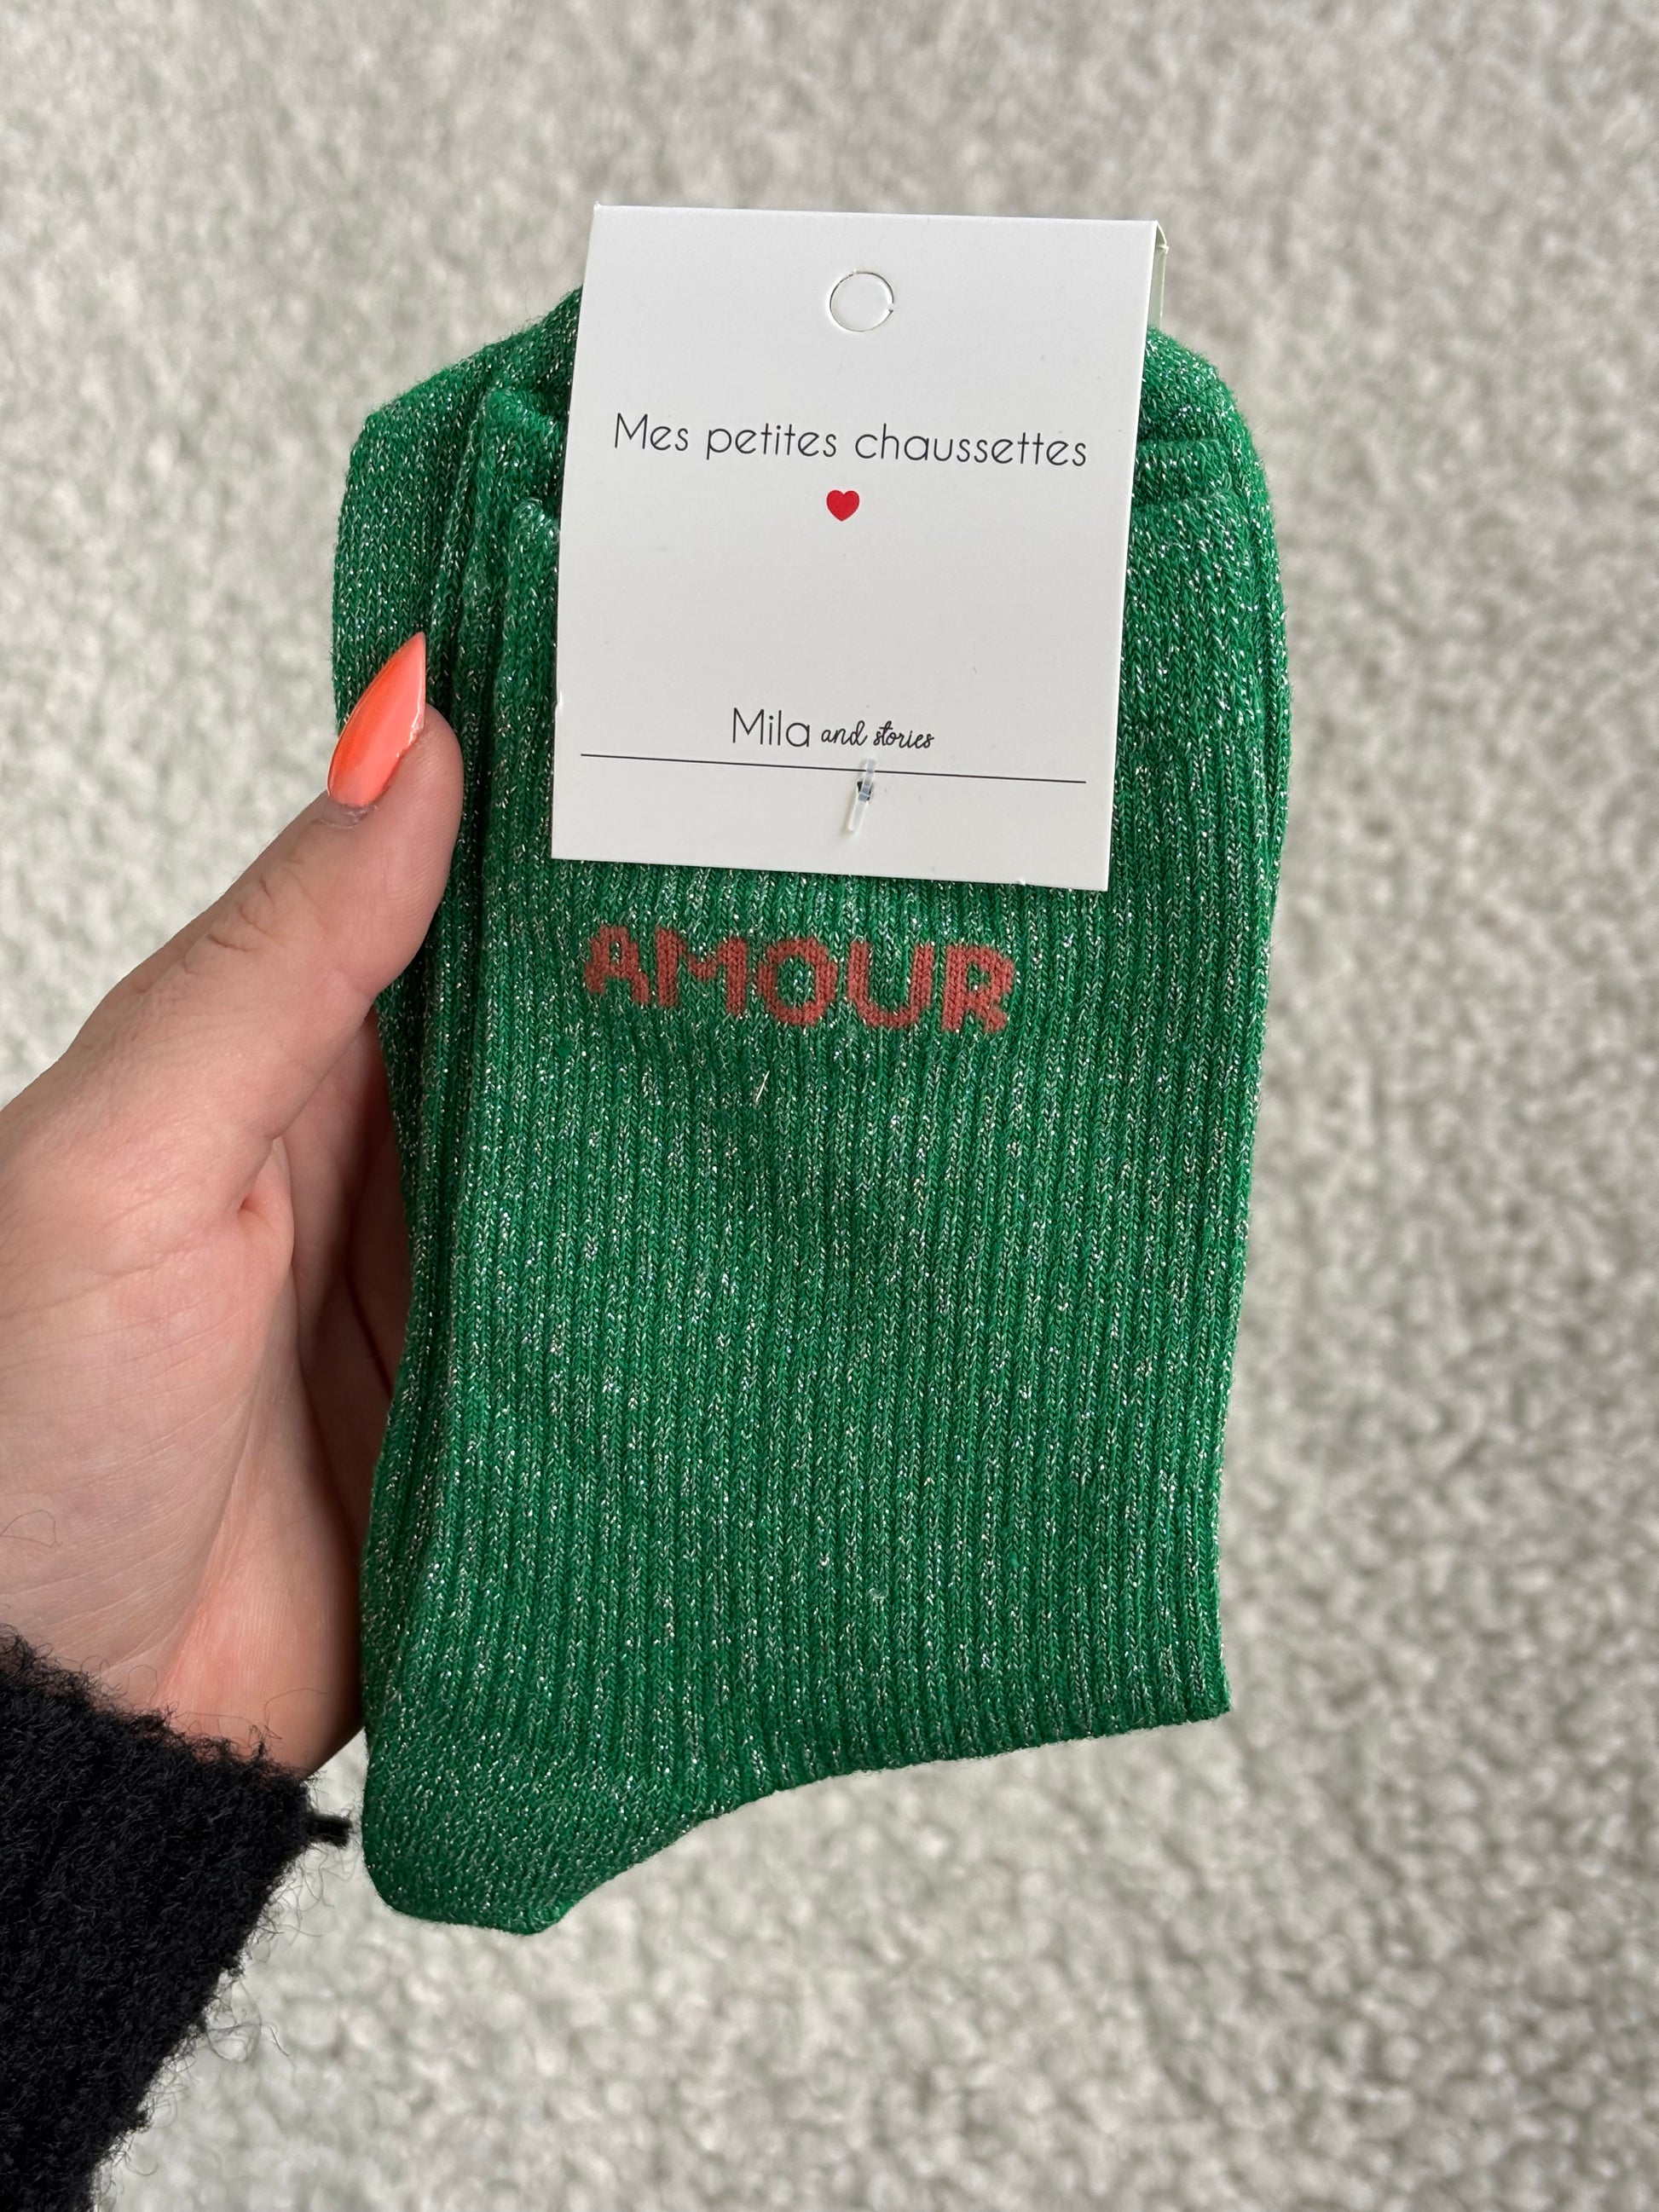 Mes petites chaussettes
Mila and stories
AMOUR